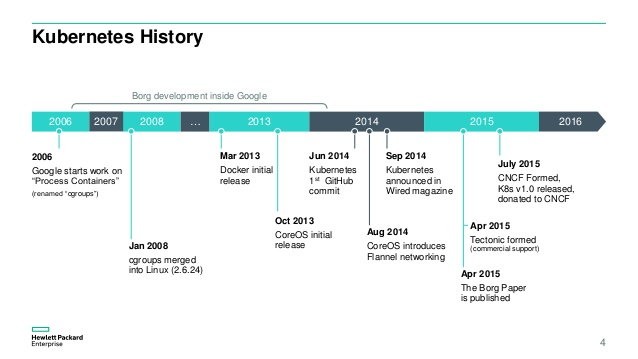 Kubernetes History
Borg development inside Google
2006
2007
2008
...
2013
2014
2015
2016
2006
Google starts work on
“Process Containers”
(renamed “cgroups”)
Jan 2008
cgroups merged
into Linux (2.6.24)
Mar 2013
Docker initial
release
Oct 2013
CoreOS initial
release
Jun 2014
Kubernetes
1st GitHub
commit
Aug 2014
CoreOS introduces
Flannel networking
Sep 2014
Kubernetes
announced in
Wired magazine
July 2015
CNCF Formed,
K8s v1.0 released,
donated to CNCF
Apr 2015
Tectonic formed
(commercial support)
Apr 2015
The Borg Paper
is published
Hewlett Packard
Enterprise
4